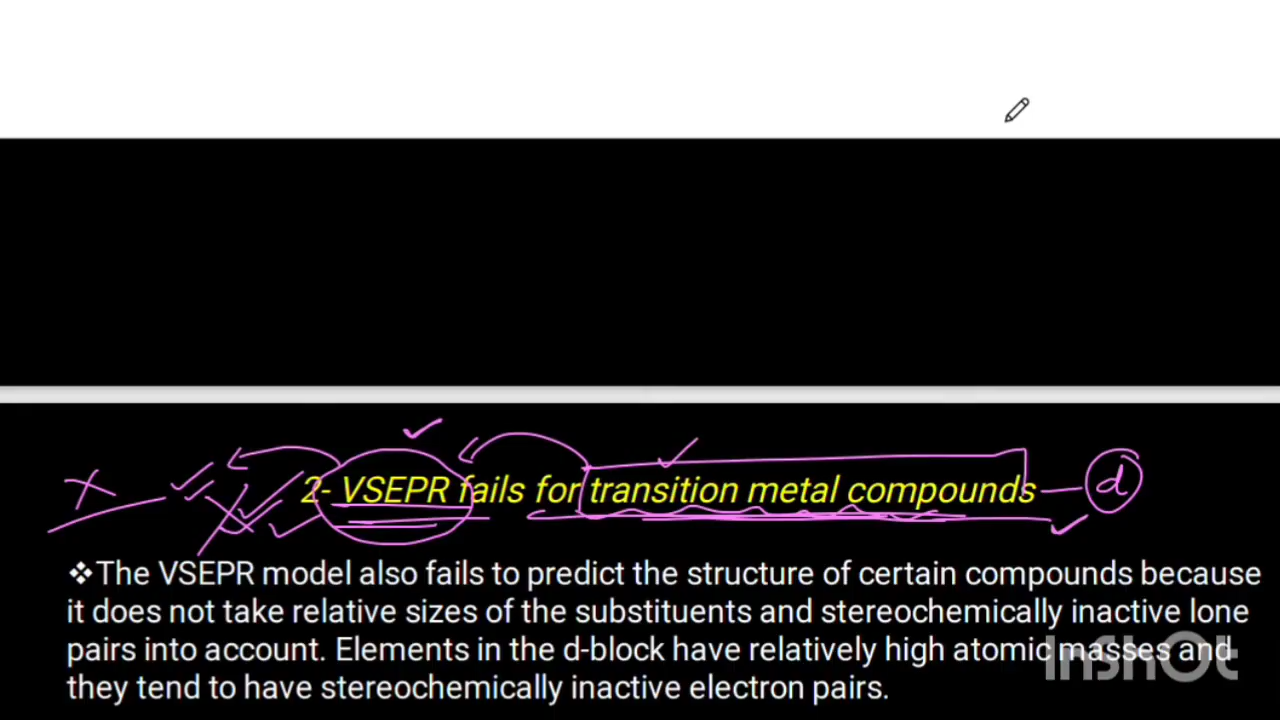 2- VSEPR fails for transition metal compounds
d
❖The VSEPR model also fails to predict the structure of certain compounds because
it does not take relative sizes of the substituents and stereochemically inactive lone
pairs into account. Elements in the d-block have relatively high atomic masses and
they tend to have stereochemically inactive electron pairs.
InShOt